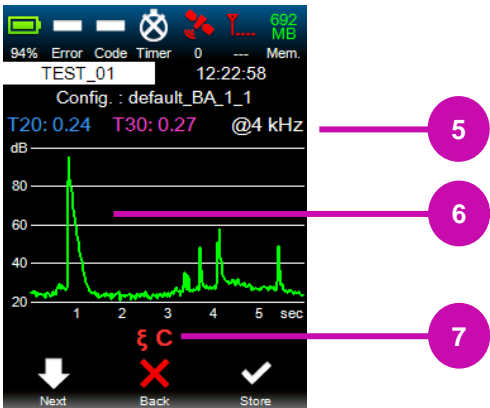 692
MB
94% Error Code Timer 0 --- Mem.
TEST_01 12:22:58
Config. : default_BA_1_1
T20: 0.24 T30: 0.27 @4 kHz
5
dB
80
6
60
40
20
1 2 3 4 5 sec
ξ C
7
Next Back Store